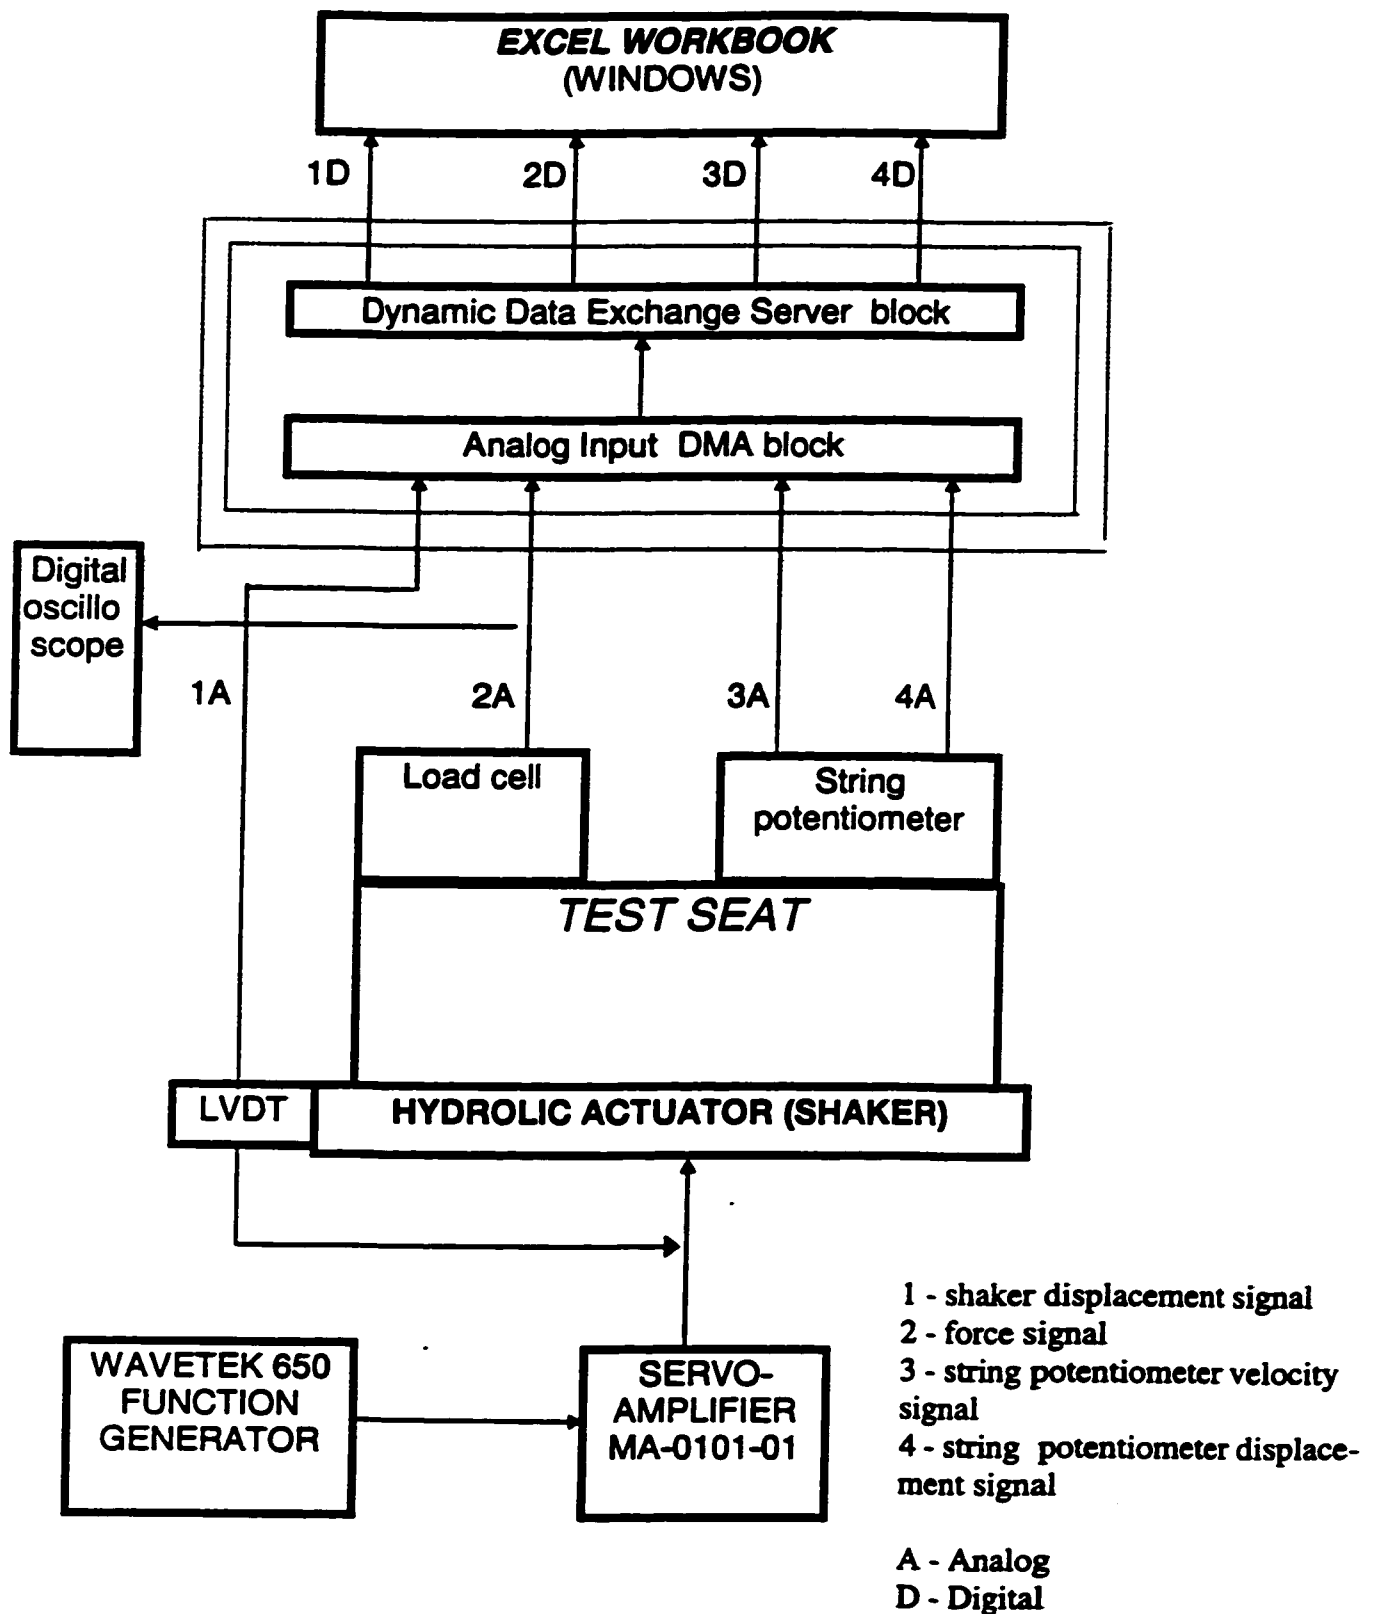 EXCEL WORKBOOK
(WINDOWS)
1D
2D
3D
4D
Dynamic Data Exchange Server block
Analog Input DMA block
Digital
oscillo
scope
1A
2A
3A
4A
Load cell
String
potentiometer
TEST SEAT
LVDT
HYDROLIC ACTUATOR (SHAKER)
WAVETEK 650
FUNCTION
GENERATOR
SERVO-
AMPLIFIER
MA-0101-01
1 - shaker displacement signal
2 - force signal
3 - string potentiometer velocity
signal
4 - string potentiometer displace-
ment signal
A - Analog
D - Digital